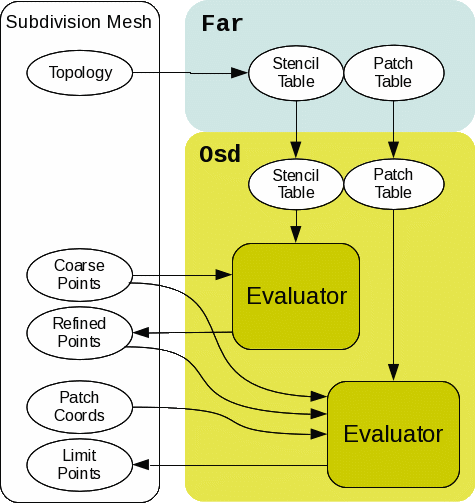 Subdivision Mesh
Far
Topology
Stencil
Table
Patch
Table
Osd
Stencil
Table
Patch
Table
Coarse
Points
Evaluator
Refined
Points
Patch
Coords
Evaluator
Limit
Points